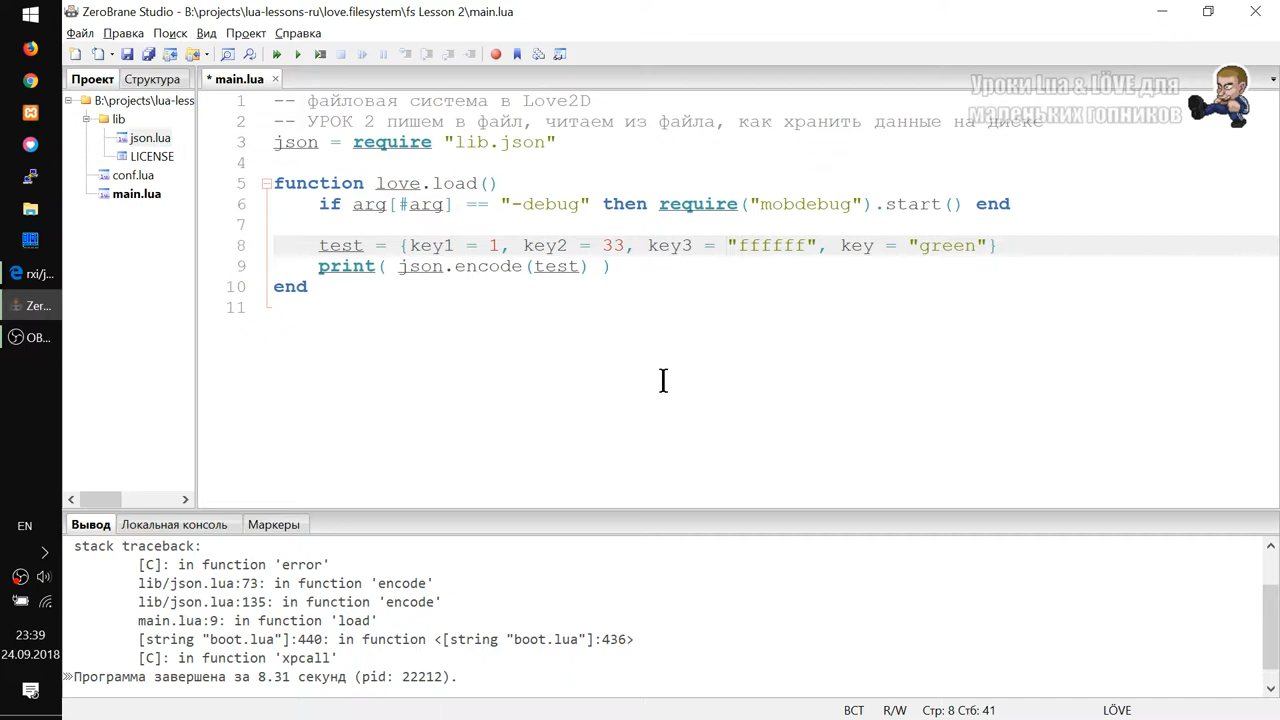 ZeroBrane Studio - B:\projects\lua-lessons-ru\love.filesystem\fs Lesson 2\main.lua
Файл Правка Поиск Вид Проект Справка
Проект Структура
* main.lua
Уроки Lua & LÖVE для
маленьких гопников
B:\projects\lua-less
lib
json.lua
LICENSE
conf.lua
main.lua
1 -- файловая система в Love2D
2 -- УРОК 2 пишем в файл, читаем из файла, как хранить данные на диске
3 json = require "lib.json"
4
5 function love.load()
6 if arg[#arg] == "-debug" then require("mobdebug").start() end
7
8 test = {key1 = 1, key2 = 33, key3 = "ffffff", key = "green"}
9 print( json.encode(test) )
10 end
11
rxi/j...
Zer...
OB...
EN
23:39
24.09.2018
Вывод Локальная консоль Маркеры
stack traceback:
[C]: in function 'error'
lib/json.lua:73: in function 'encode'
lib/json.lua:135: in function 'encode'
main.lua:9: in function 'load'
[string "boot.lua"]:440: in function <[string "boot.lua"]:436>
[C]: in function 'xpcall'
Программа завершена за 8.31 секунд (pid: 22212).
ВСТ R/W Стр: 8 Стб: 41 LÖVE